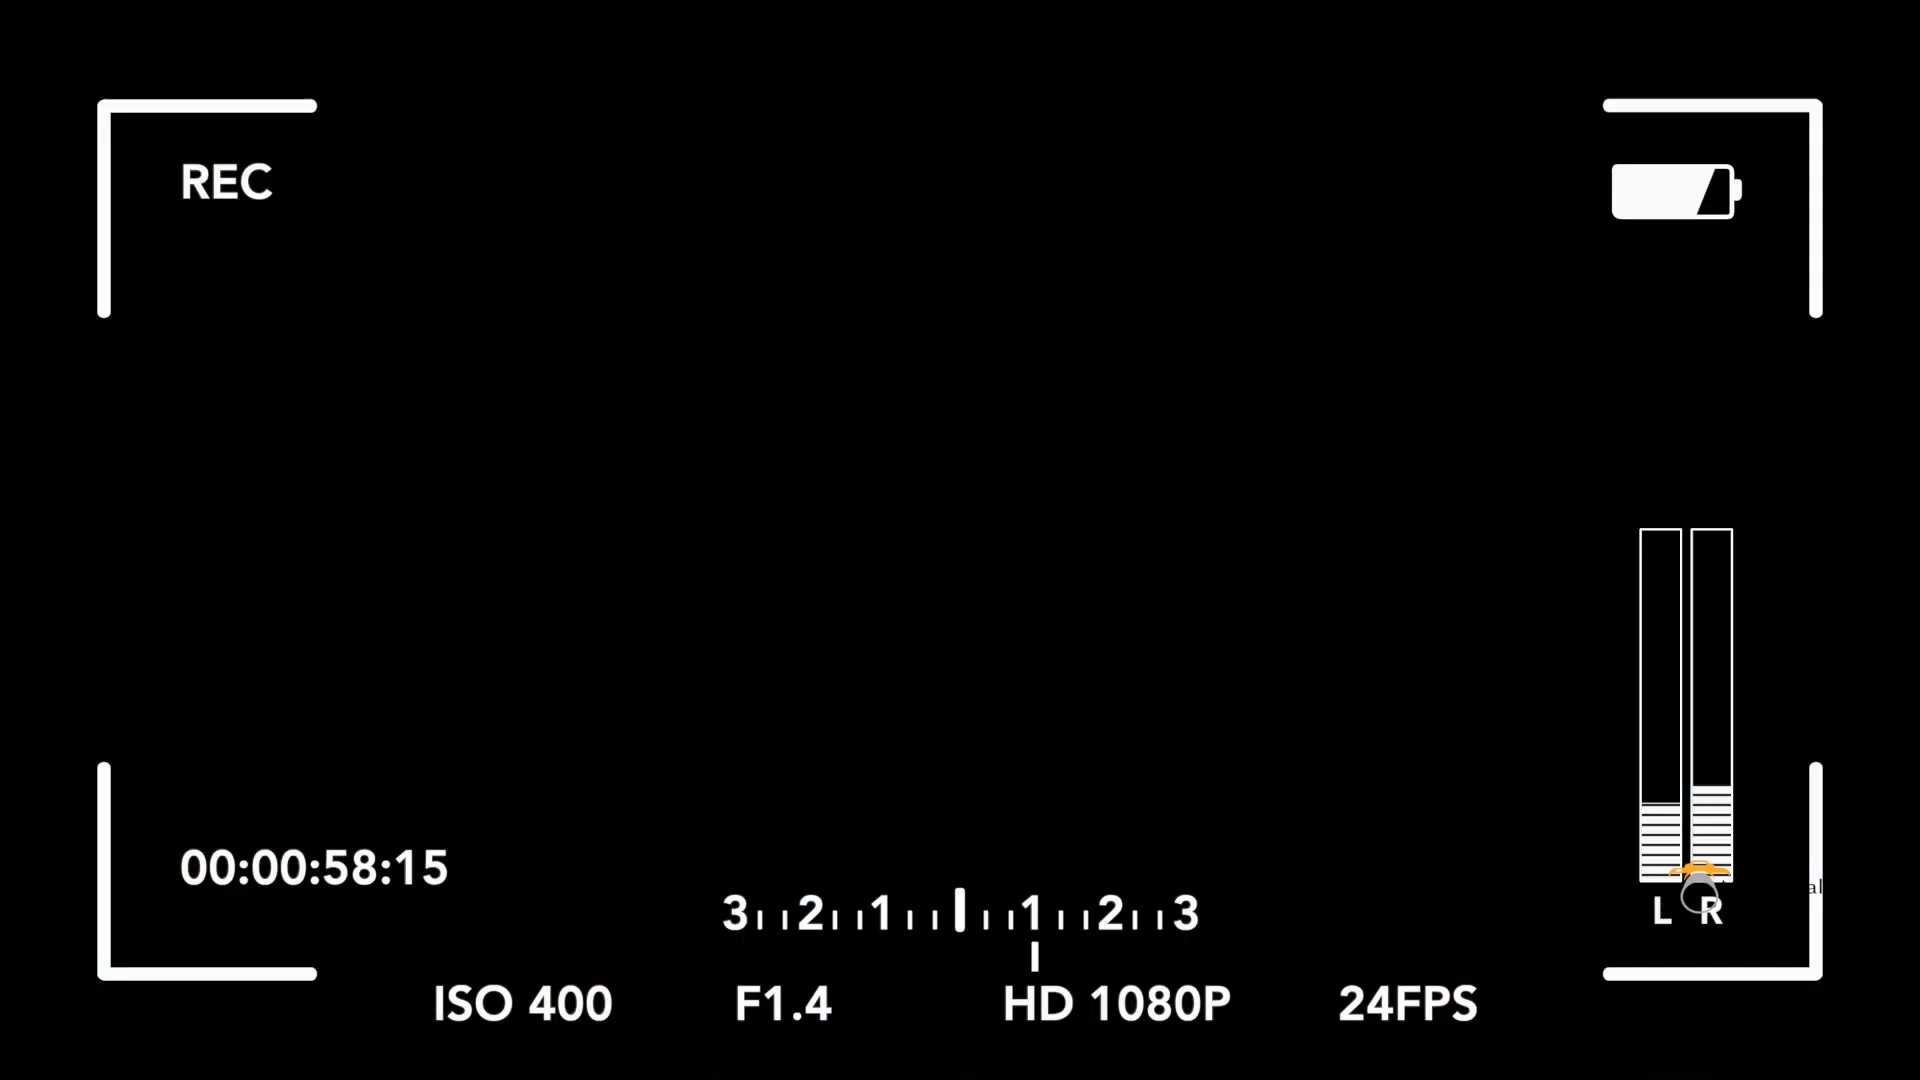 REC
00:00:58:15
3 2 1 1 2 3
L R
ISO 400 F1.4 HD 1080P 24FPS